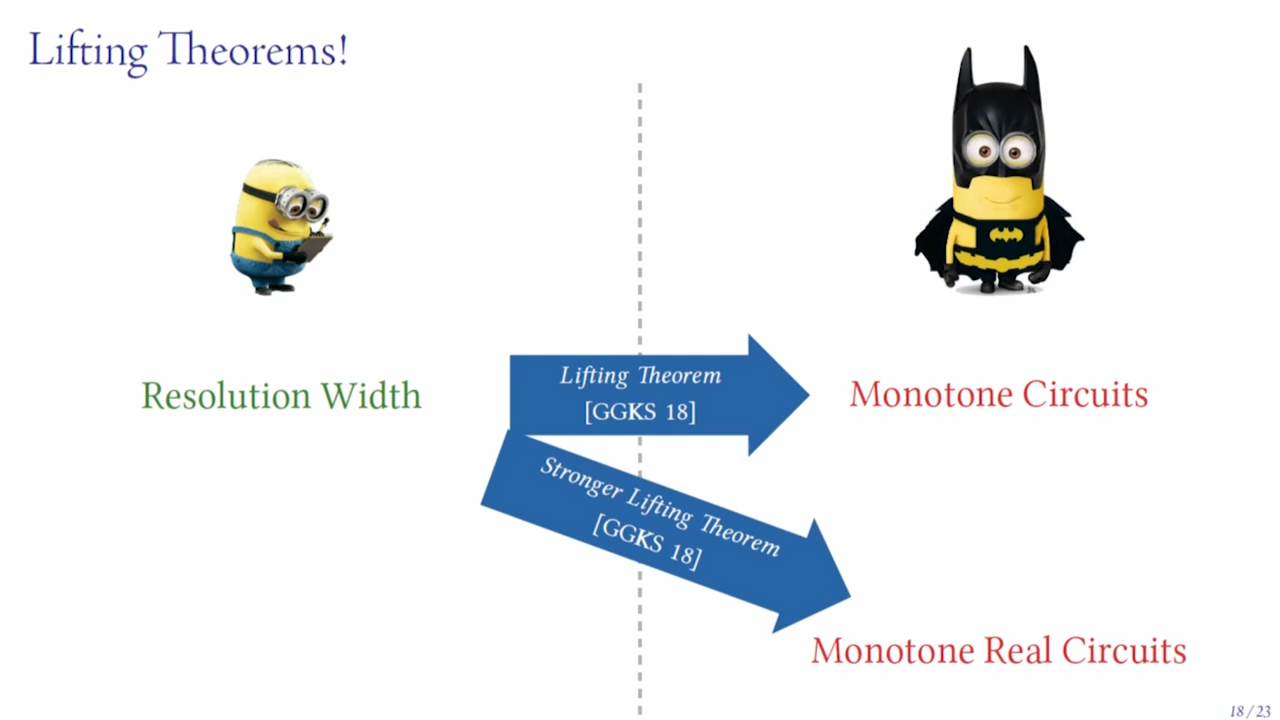 Lifting Theorems!
Resolution Width
Lifting Theorem
[GGKS 18]
Monotone Circuits
Stronger Lifting Theorem
[GGKS 18]
Monotone Real Circuits
18 / 23